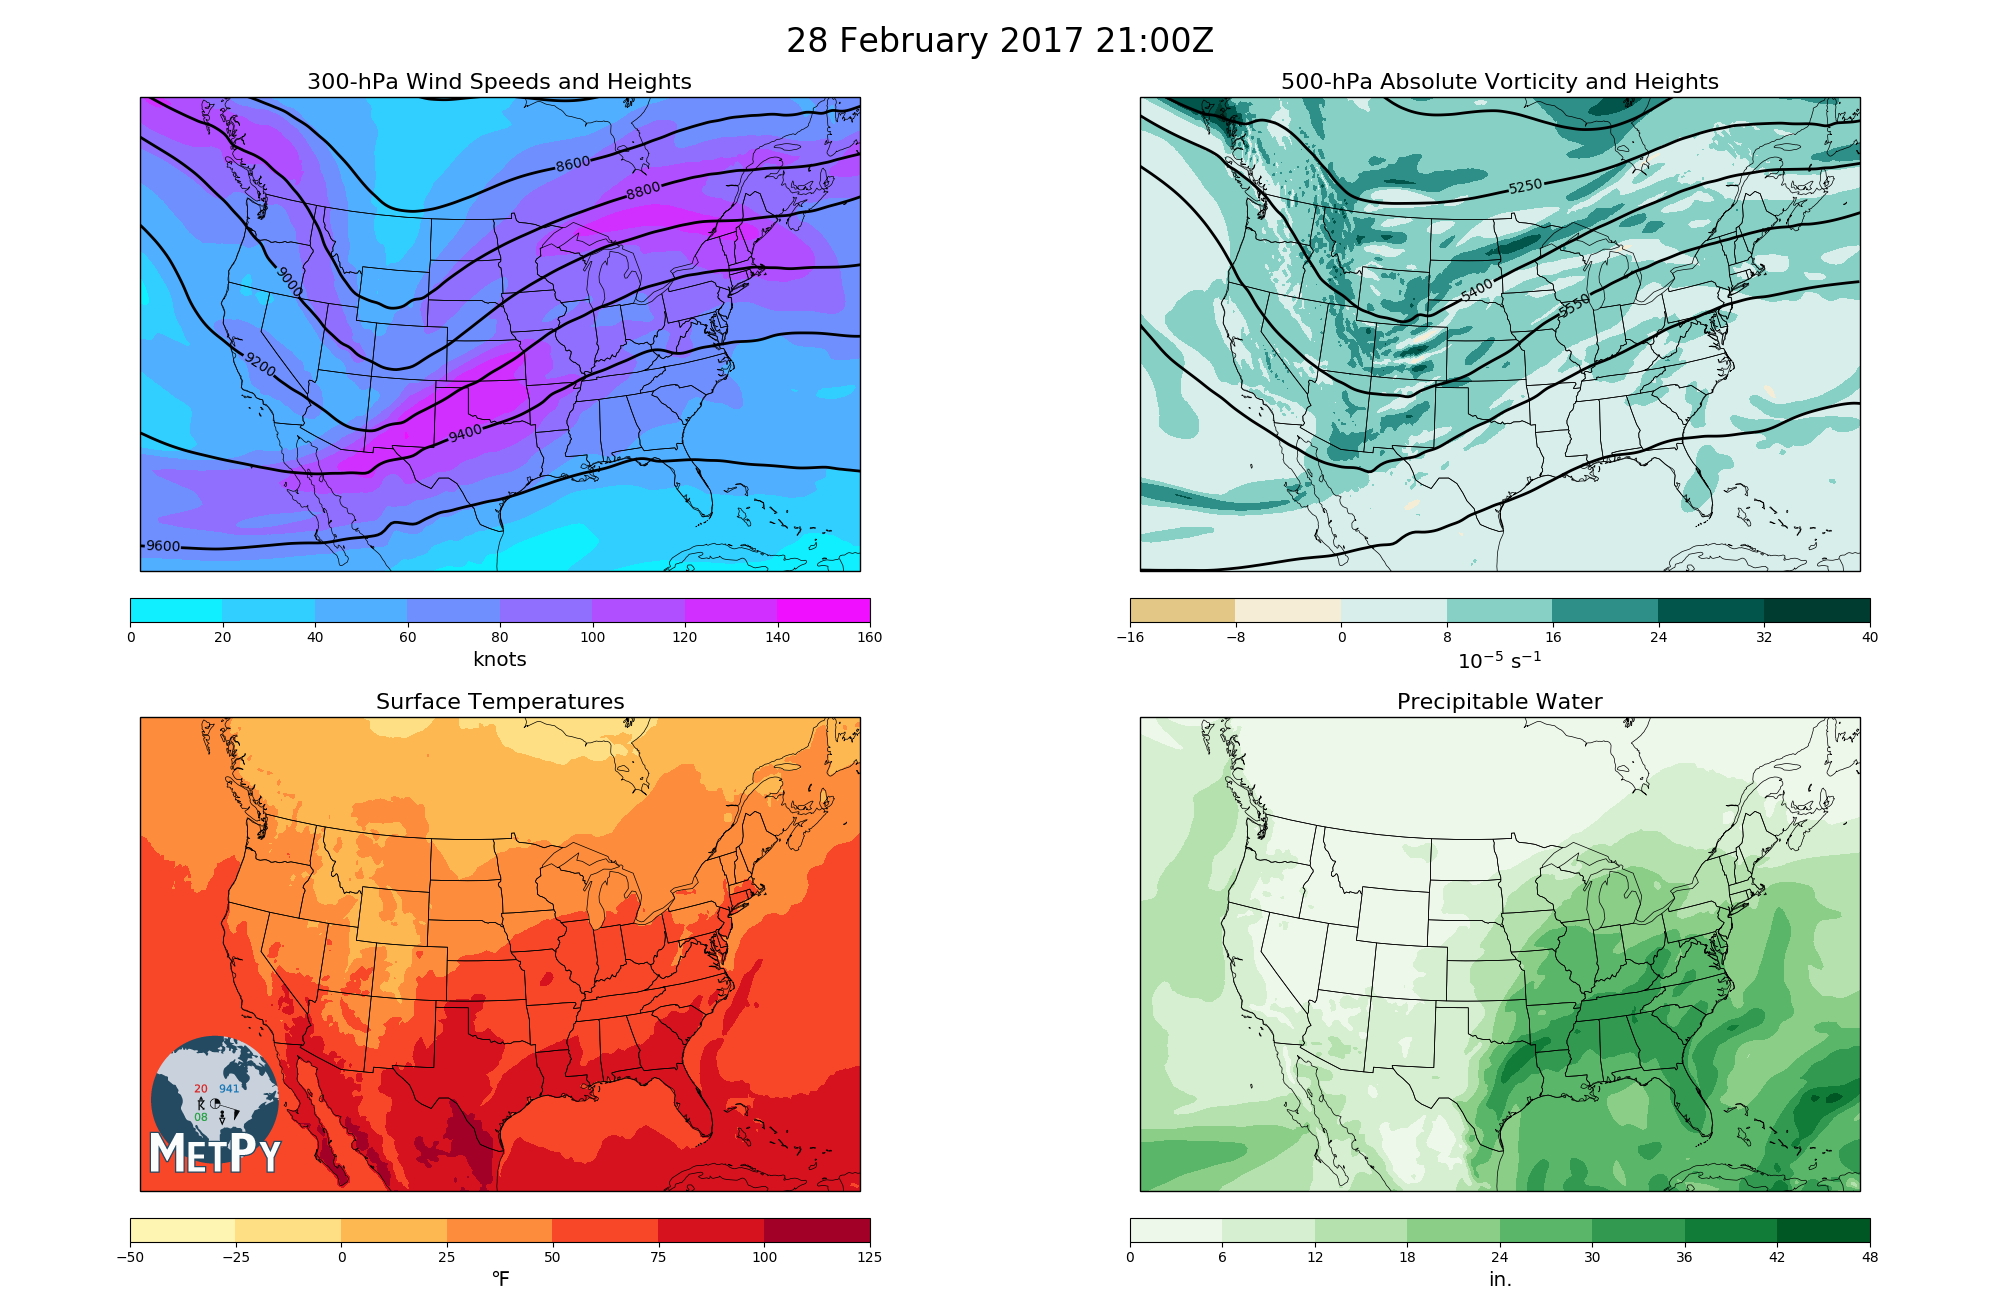 28 February 2017 21:00Z
300-hPa Wind Speeds and Heights
8600
8800
9000
9200
9400
9600
0 20 40 60 80 100 120 140 160
knots
500-hPa Absolute Vorticity and Heights
5250
5400
5550
−16 −8 0 8 16 24 32 40
10⁻⁵ s⁻¹
Surface Temperatures
20 941
08
METPY
−50 −25 0 25 50 75 100 125
°F
Precipitable Water
0 6 12 18 24 30 36 42 48
in.